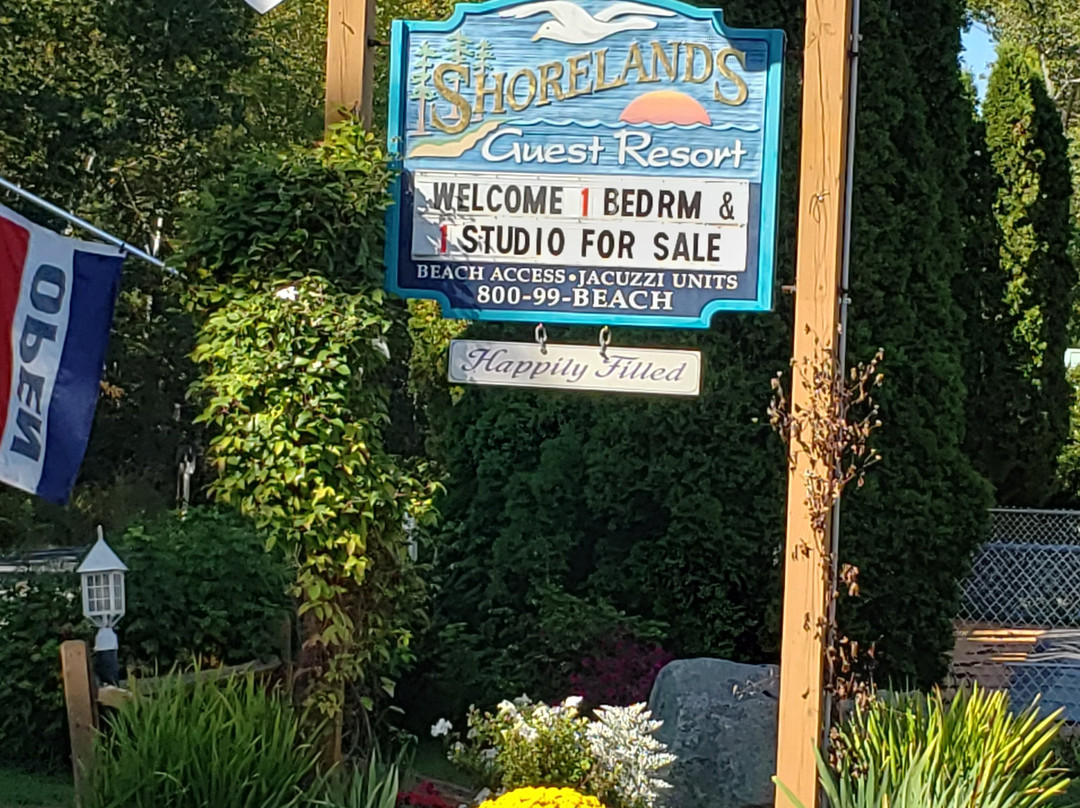 SHORELANDS
Guest Resort
WELCOME 1 BEDRM &
1 STUDIO FOR SALE
BEACH ACCESS • JACUZZI UNITS
800-99-BEACH
Happily Filled
OPEN